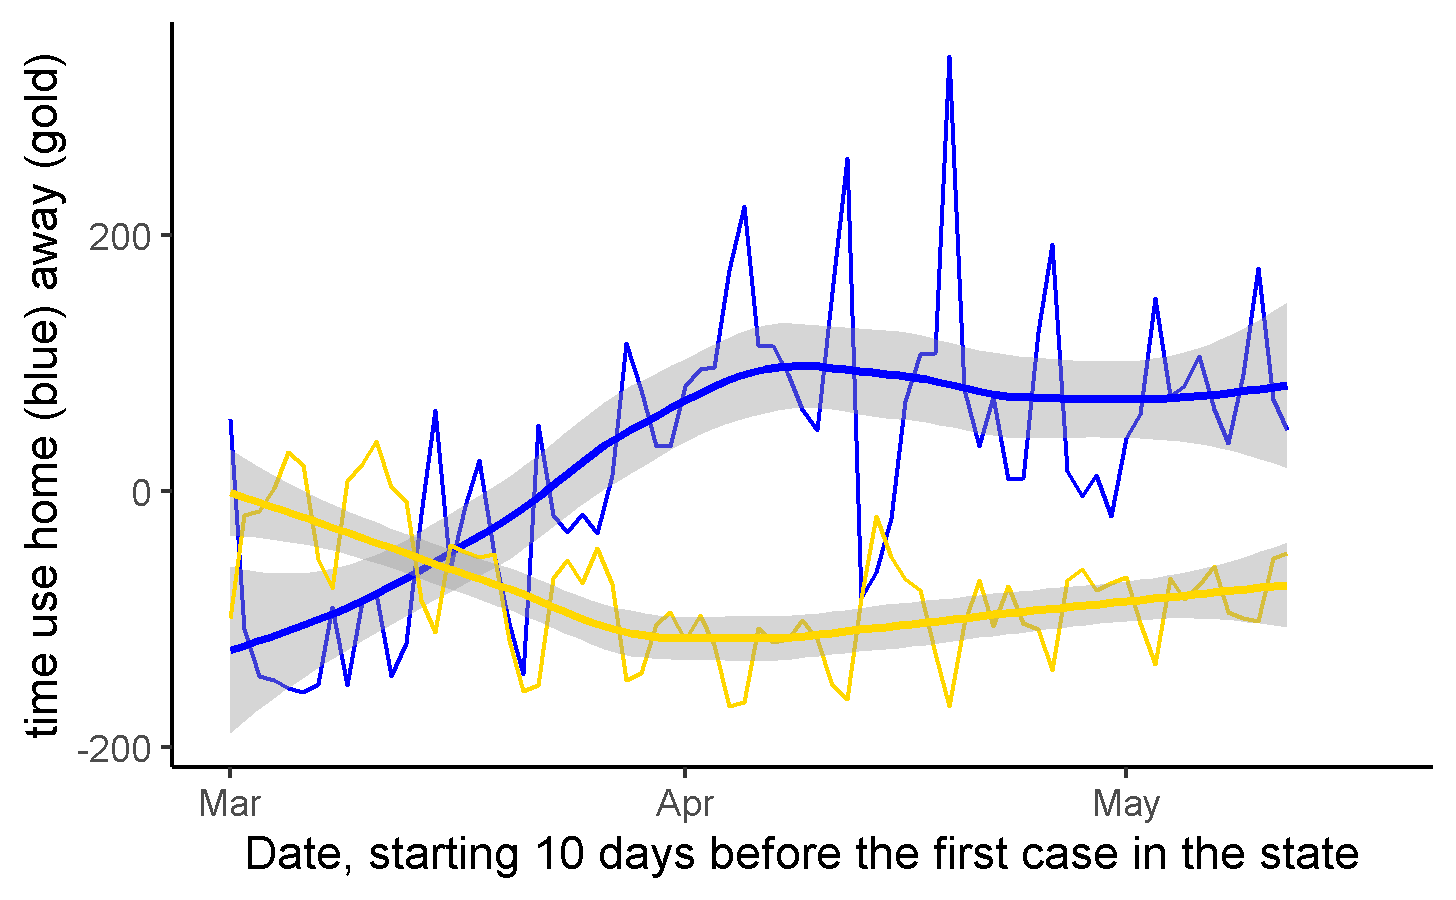 time use home (blue) away (gold)
200
0
-200
Mar
Apr
May
Date, starting 10 days before the first case in the state